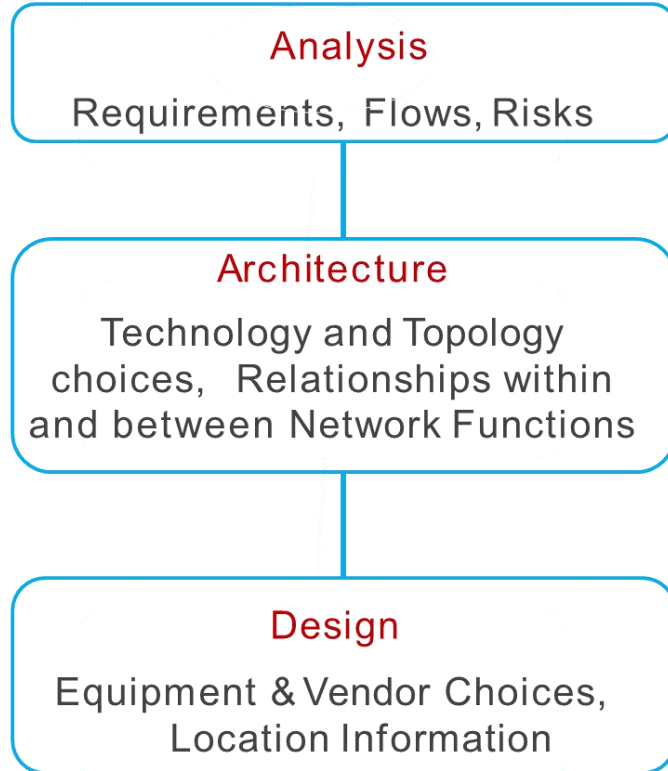 Analysis
Requirements, Flows, Risks
Architecture
Technology and Topology
choices, Relationships within
and between Network Functions
Design
Equipment & Vendor Choices,
Location Information